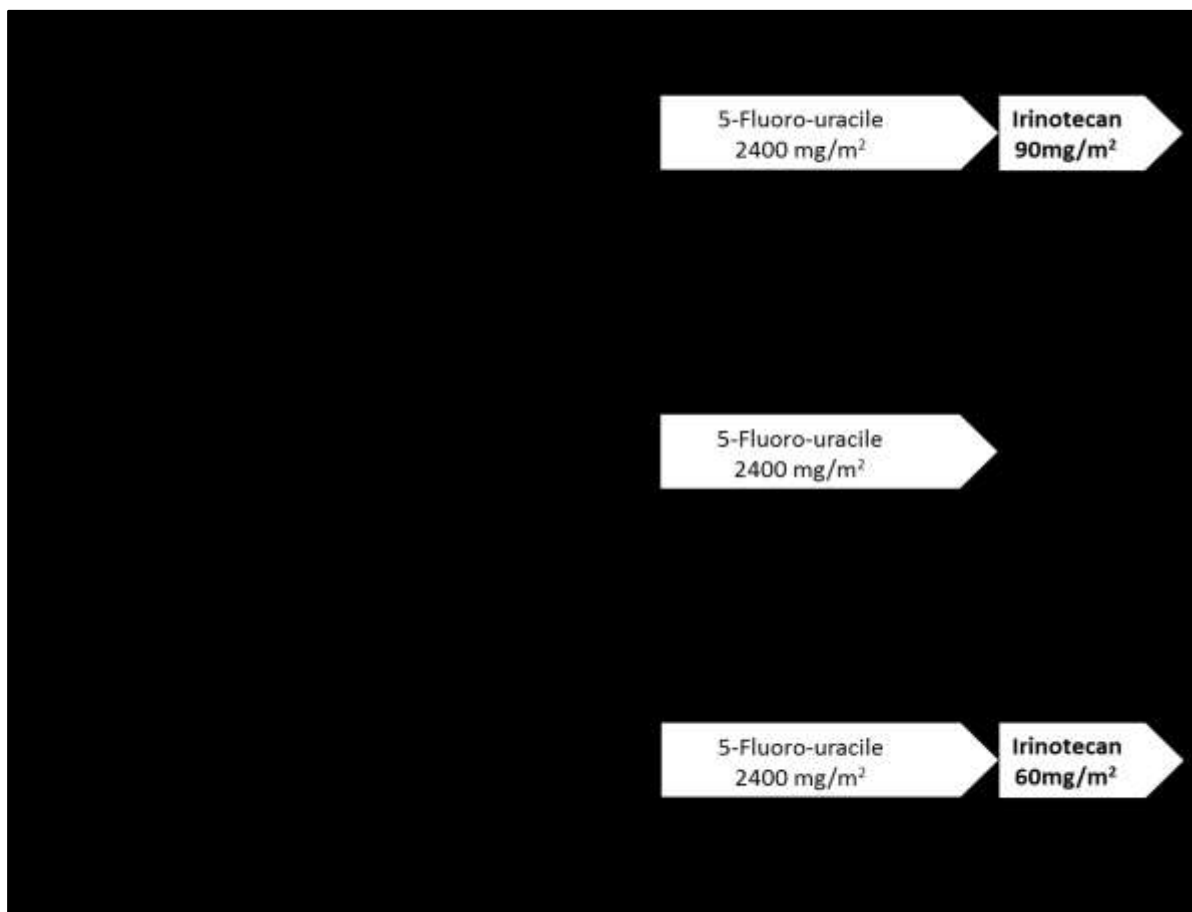 5-Fluoro-uracile
2400 mg/m²
Irinotecan
90mg/m²
5-Fluoro-uracile
2400 mg/m²
5-Fluoro-uracile
2400 mg/m²
Irinotecan
60mg/m²